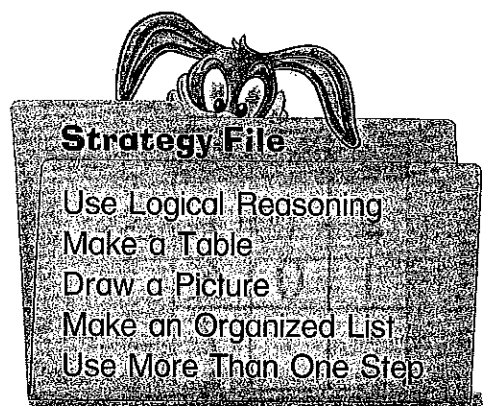 Strategy File
Use Logical Reasoning
Make a Table
Draw a Picture
Make an Organized List
Use More Than One Step